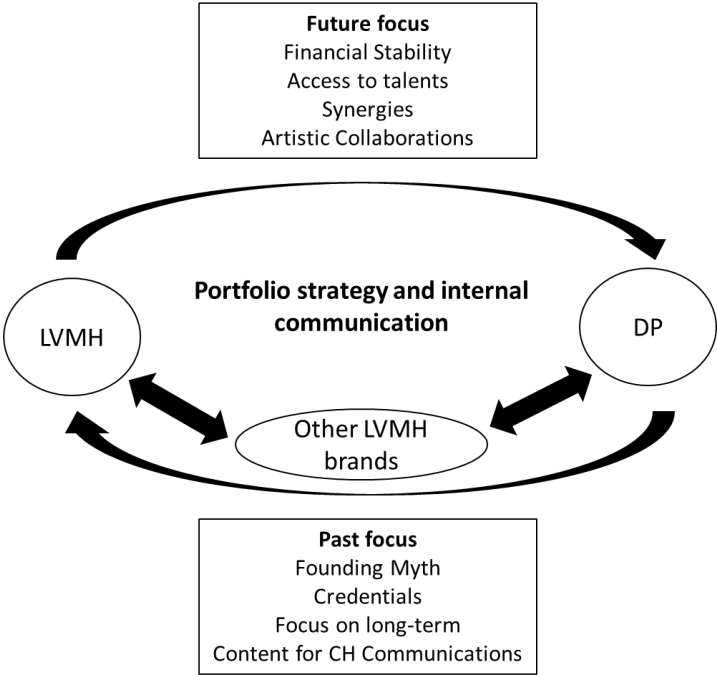 Future focus
Financial Stability
Access to talents
Synergies
Artistic Collaborations
Portfolio strategy and internal
communication
LVMH
DP
Other LVMH
brands
Past focus
Founding Myth
Credentials
Focus on long-term
Content for CH Communications